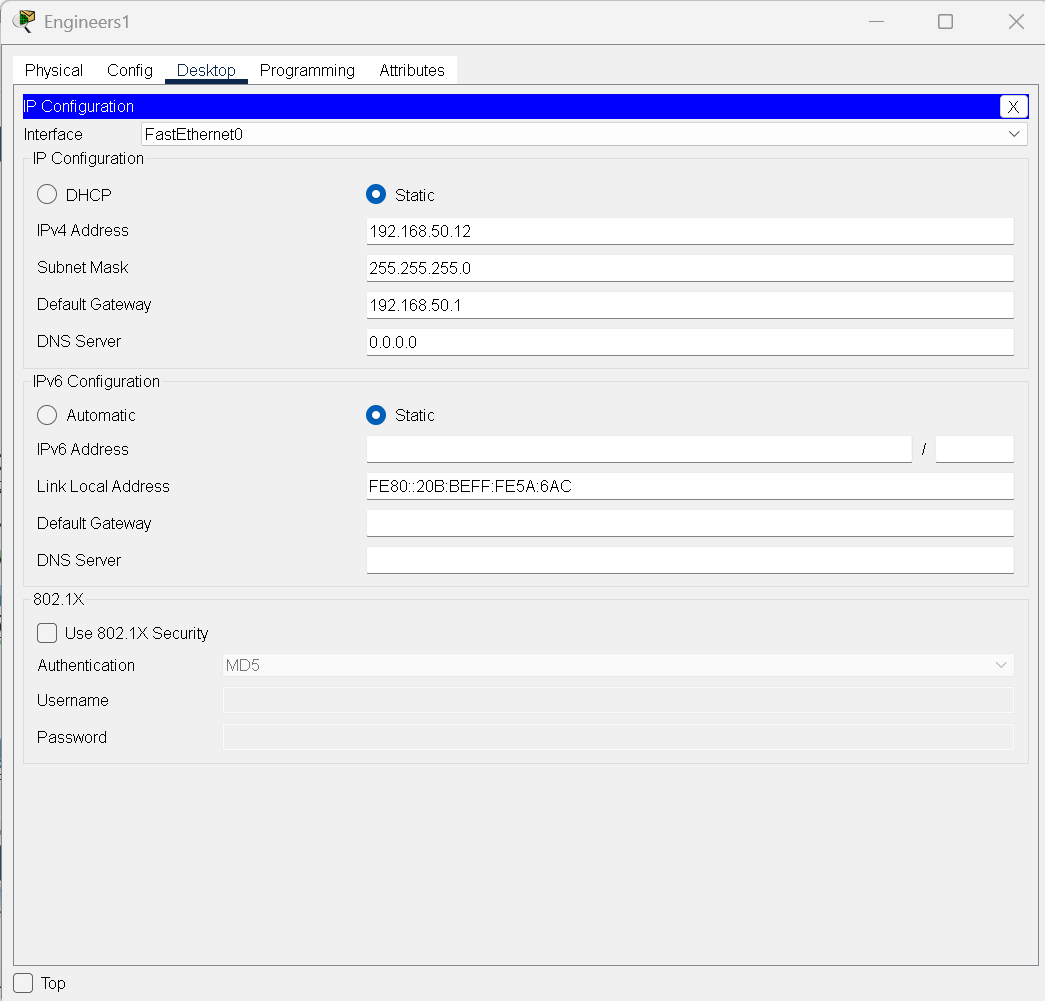 Engineers1
Physical Config Desktop Programming Attributes
IP Configuration X
Interface FastEthernet0
IP Configuration
DHCP Static
IPv4 Address 192.168.50.12
Subnet Mask 255.255.255.0
Default Gateway 192.168.50.1
DNS Server 0.0.0.0
IPv6 Configuration
Automatic Static
IPv6 Address /
Link Local Address FE80::20B:BEFF:FE5A:6AC
Default Gateway
DNS Server
802.1X
Use 802.1X Security
Authentication MD5
Username
Password
Top